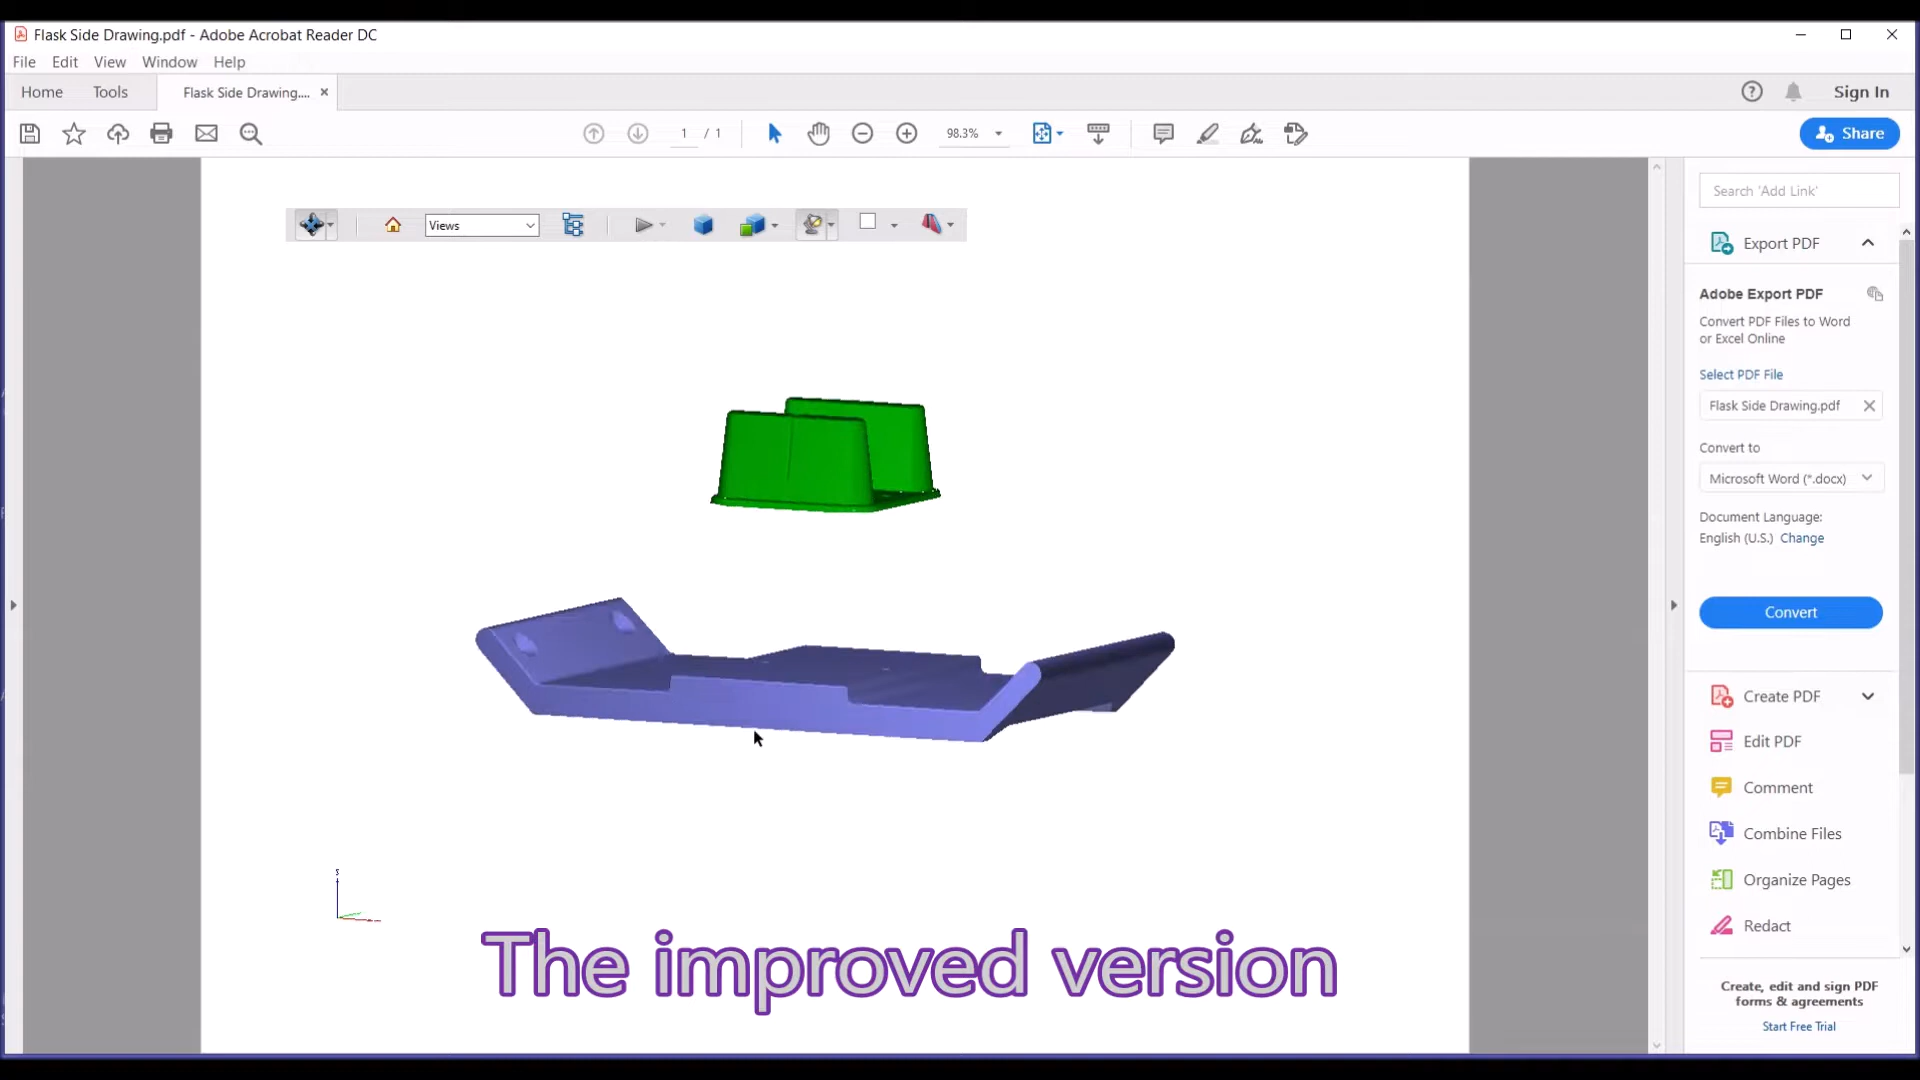 Flask Side Drawing.pdf - Adobe Acrobat Reader DC
File Edit View Window Help
Home Tools Flask Side Drawing.... × Sign In
1 / 1 98.3% Share
Views
Search 'Add Link'
Export PDF
Adobe Export PDF
Convert PDF Files to Word
or Excel Online
Select PDF File
Flask Side Drawing.pdf
Convert to
Microsoft Word (*.docx)
Document Language:
English (U.S.) Change
Convert
Create PDF
Edit PDF
Comment
Combine Files
Organize Pages
Redact
Create, edit and sign PDF
forms & agreements
Start Free Trial
The improved version